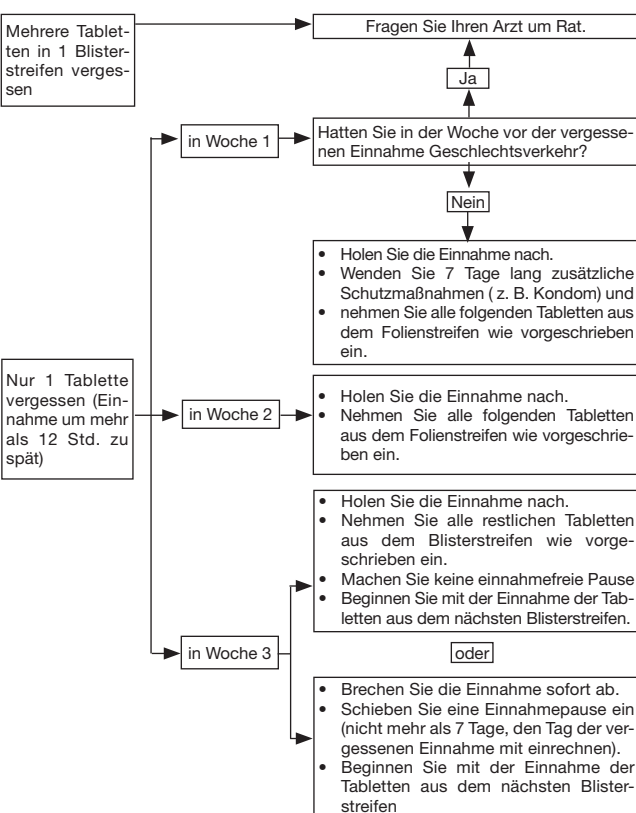 Mehrere Tablet-
ten in 1 Blister-
streifen verges-
sen
Fragen Sie Ihren Arzt um Rat.
Ja
in Woche 1
Hatten Sie in der Woche vor der vergesse-
nen Einnahme Geschlechtsverkehr?
Nein
• Holen Sie die Einnahme nach.
• Wenden Sie 7 Tage lang zusätzliche
Schutzmaßnahmen ( z. B. Kondom) und
• nehmen Sie alle folgenden Tabletten aus
dem Folienstreifen wie vorgeschrieben
ein.
Nur 1 Tablette
vergessen (Ein-
nahme um mehr
als 12 Std. zu
spät)
in Woche 2
• Holen Sie die Einnahme nach.
• Nehmen Sie alle folgenden Tabletten
aus dem Folienstreifen wie vorgeschrie-
ben ein.
in Woche 3
• Holen Sie die Einnahme nach.
• Nehmen Sie alle restlichen Tabletten
aus dem Blisterstreifen wie vorge-
schrieben ein.
• Machen Sie keine einnahmefreie Pause
• Beginnen Sie mit der Einnahme der Tab-
letten aus dem nächsten Blisterstreifen.
oder
• Brechen Sie die Einnahme sofort ab.
• Schieben Sie eine Einnahmepause ein
(nicht mehr als 7 Tage, den Tag der ver-
gessenen Einnahme mit einrechnen).
• Beginnen Sie mit der Einnahme der
Tabletten aus dem nächsten Blister-
streifen